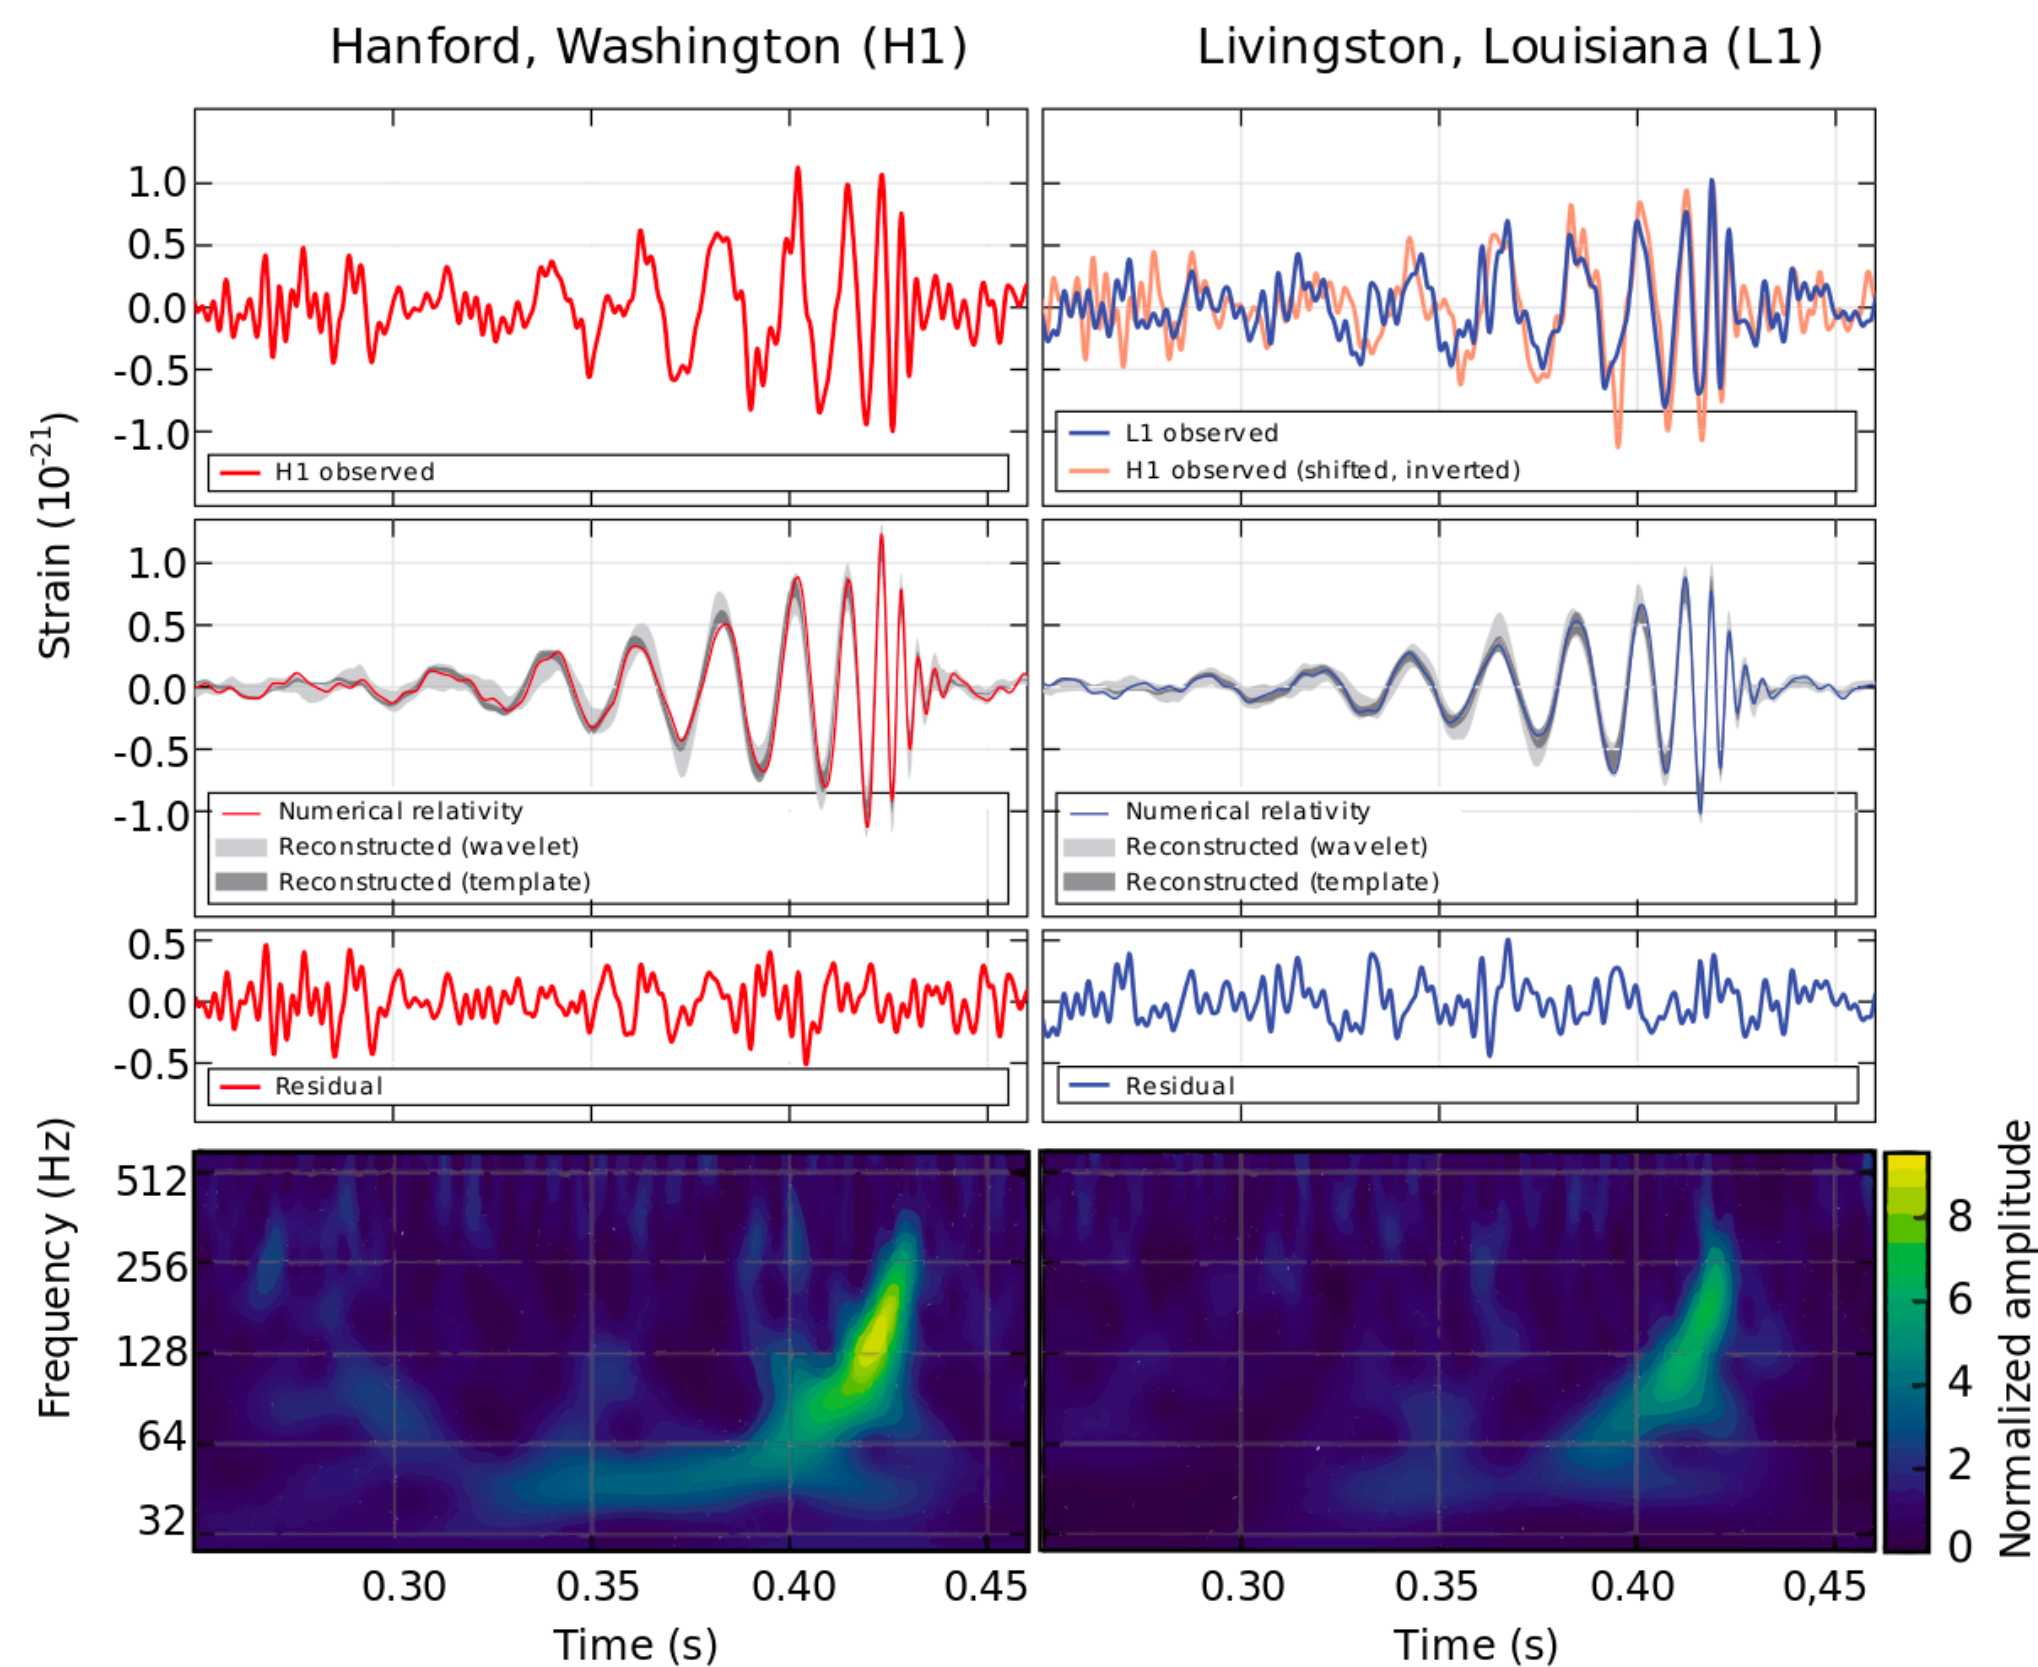 Hanford, Washington (H1)
Livingston, Louisiana (L1)
Strain (10-21)
1.0
0.5
0.0
-0.5
-1.0
H1 observed
L1 observed
H1 observed (shifted, inverted)
1.0
0.5
0.0
-0.5
-1.0
Numerical relativity
Reconstructed (wavelet)
Reconstructed (template)
Numerical relativity
Reconstructed (wavelet)
Reconstructed (template)
0.5
0.0
-0.5
Residual
Residual
Frequency (Hz)
512
256
128
64
32
Normalized amplitude
8
6
4
2
0
0.30 0.35 0.40 0.45
0.30 0.35 0.40 0,45
Time (s)
Time (s)